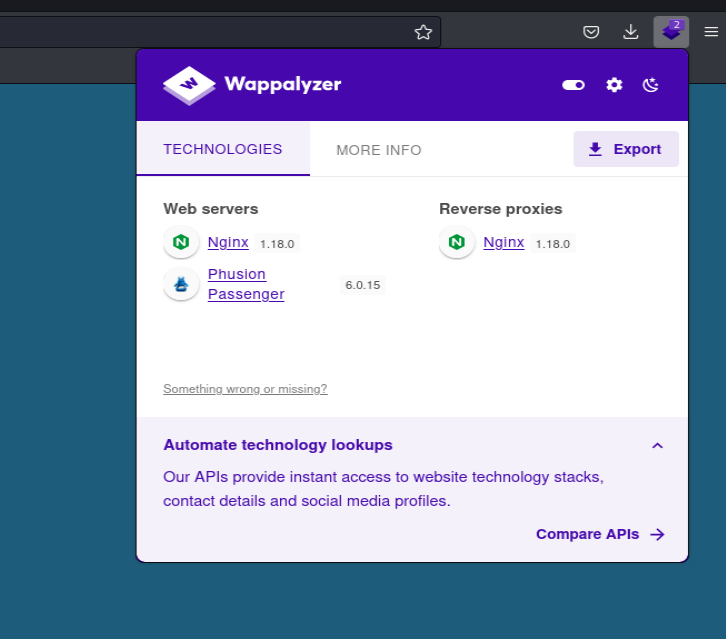 2
W Wappalyzer
TECHNOLOGIES
MORE INFO
Export
Web servers
Reverse proxies
N Nginx 1.18.0
N Nginx 1.18.0
Phusion
Passenger
6.0.15
Something wrong or missing?
Automate technology lookups
Our APIs provide instant access to website technology stacks,
contact details and social media profiles.
Compare APIs